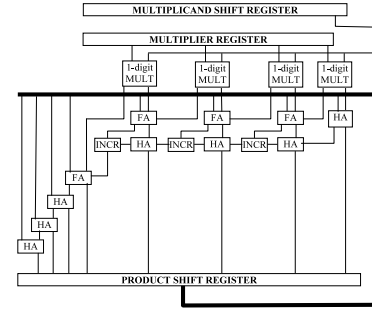 MULTIPLICAND SHIFT REGISTER
MULTIPLIER REGISTER
1-digit MULT
1-digit MULT
1-digit MULT
1-digit MULT
FA
FA
FA
HA
INCR
HA
INCR
HA
INCR
HA
FA
HA
HA
HA
PRODUCT SHIFT REGISTER